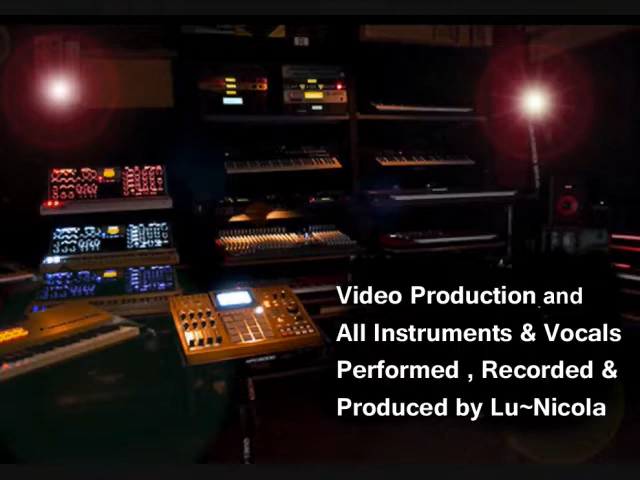 Video Production and
All Instruments & Vocals
Performed , Recorded &
Produced by Lu~Nicola